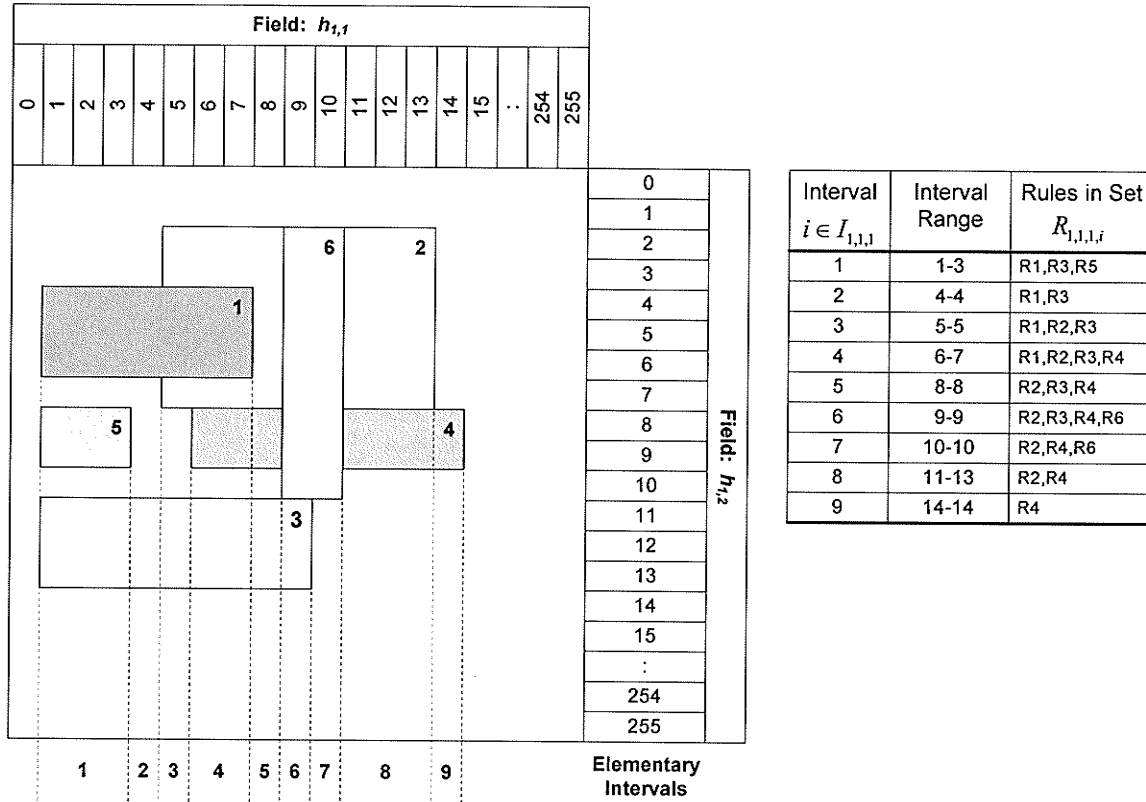 Field: h1,1
0 1 2 3 4 5 6 7 8 9 10 11 12 13 14 15 : 254 255
0
1
2
3
4
5
6
7
8
9
10
11
12
13
14
15
:
254
255
Field: h1,2
6 2
1
5 4
3
1 2 3 4 5 6 7 8 9
Elementary
Intervals
Interval Interval Rules in Set
i ∈ I1,1,1 Range R1,1,1,i
1 1-3 R1,R3,R5
2 4-4 R1,R3
3 5-5 R1,R2,R3
4 6-7 R1,R2,R3,R4
5 8-8 R2,R3,R4
6 9-9 R2,R3,R4,R6
7 10-10 R2,R4,R6
8 11-13 R2,R4
9 14-14 R4